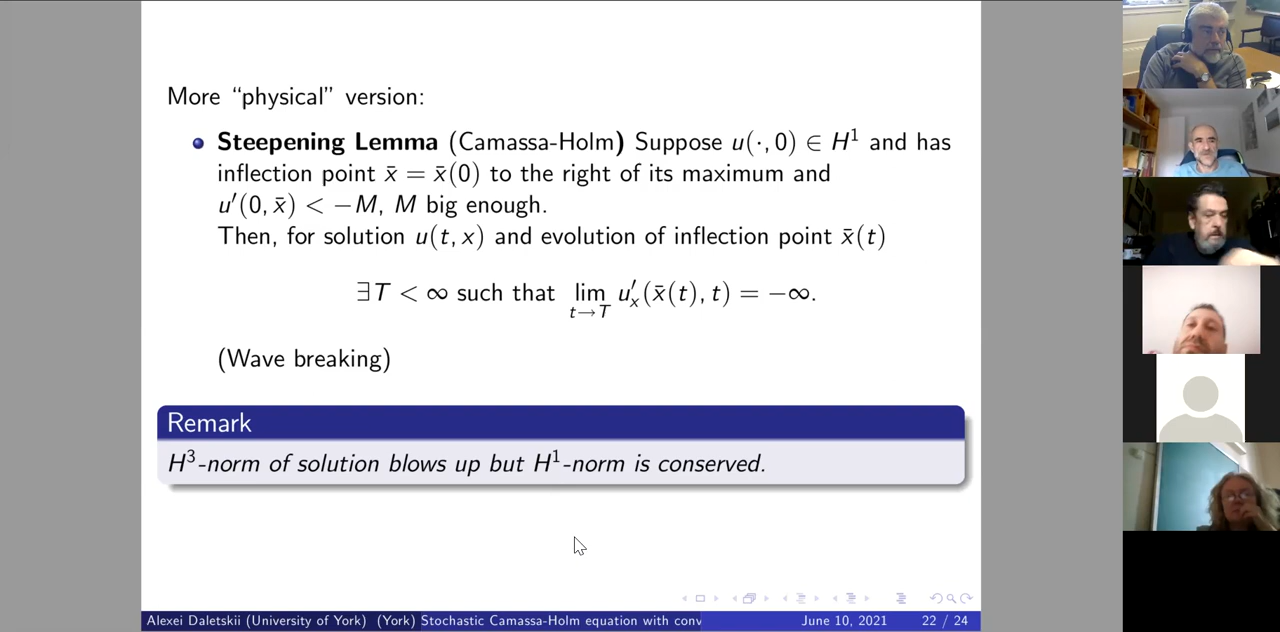 More “physical” version:
Steepening Lemma (Camassa-Holm) Suppose u(·, 0) ∈ H¹ and has
inflection point x̄ = x̄(0) to the right of its maximum and
u′(0, x̄) < −M, M big enough.
Then, for solution u(t, x) and evolution of inflection point x̄(t)
∃ T < ∞ such that lim t→T u′ₓ(x̄(t), t) = −∞.
(Wave breaking)
Remark
H³-norm of solution blows up but H¹-norm is conserved.
Alexei Daletskii (University of York) (York) Stochastic Camassa-Holm equation with conv June 10, 2021 22 / 24